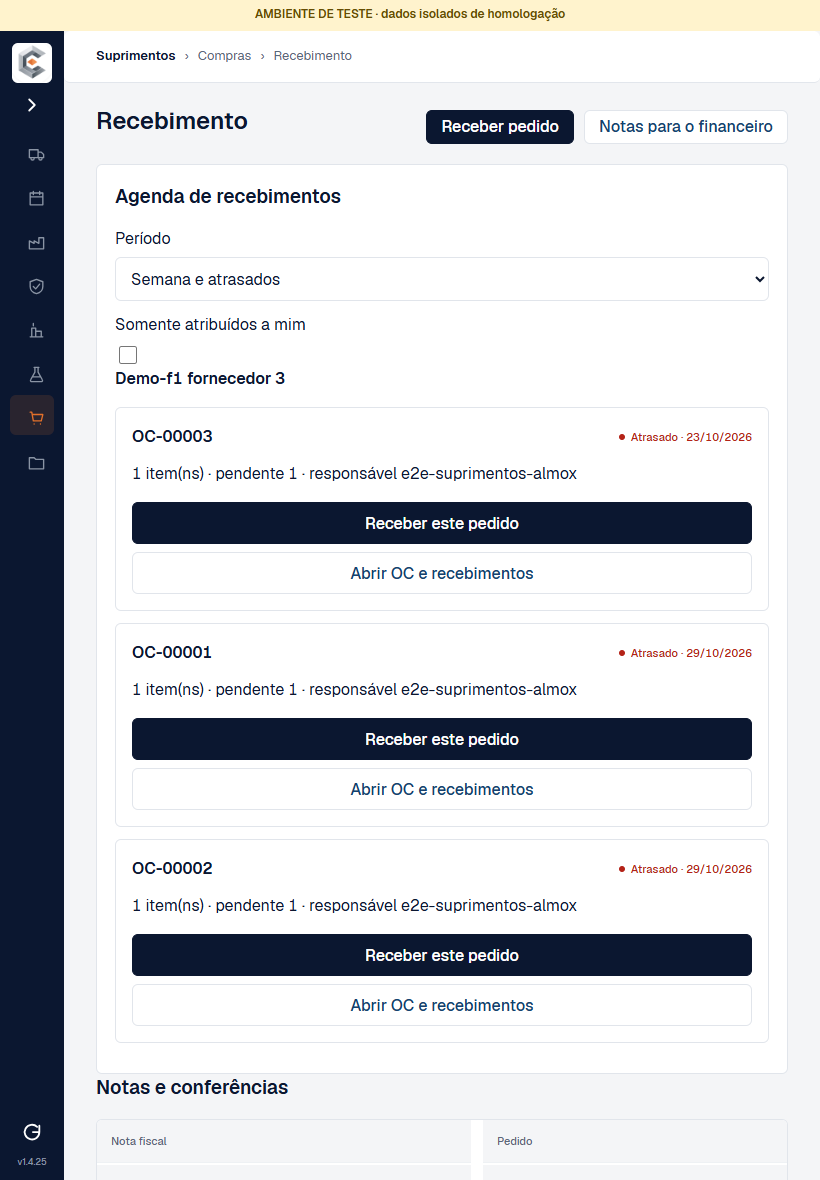 AMBIENTE DE TESTE · dados isolados de homologação
Suprimentos › Compras › Recebimento
Recebimento
Receber pedido
Notas para o financeiro
Agenda de recebimentos
Período
Semana e atrasados
Somente atribuídos a mim
Demo-f1 fornecedor 3
OC-00003
Atrasado · 23/10/2026
1 item(ns) · pendente 1 · responsável e2e-suprimentos-almox
Receber este pedido
Abrir OC e recebimentos
OC-00001
Atrasado · 29/10/2026
1 item(ns) · pendente 1 · responsável e2e-suprimentos-almox
Receber este pedido
Abrir OC e recebimentos
OC-00002
Atrasado · 29/10/2026
1 item(ns) · pendente 1 · responsável e2e-suprimentos-almox
Receber este pedido
Abrir OC e recebimentos
Notas e conferências
Nota fiscal
Pedido
v1.4.25